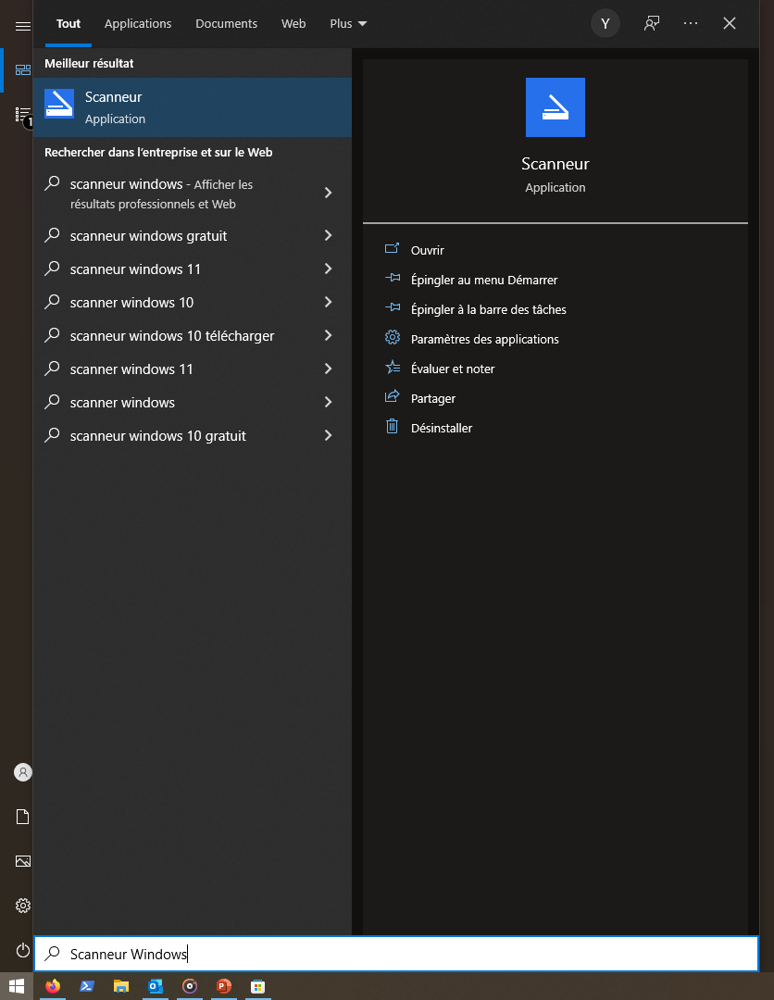 Tout Applications Documents Web Plus
Y
Meilleur résultat
Scanneur
Application
1
Rechercher dans l'entreprise et sur le Web
scanneur windows - Afficher les
résultats professionnels et Web
scanneur windows gratuit
scanneur windows 11
scanner windows 10
scanneur windows 10 télécharger
scanner windows 11
scanner windows
scanneur windows 10 gratuit
Scanneur
Application
Ouvrir
Épingler au menu Démarrer
Épingler à la barre des tâches
Paramètres des applications
Évaluer et noter
Partager
Désinstaller
Scanneur Windows